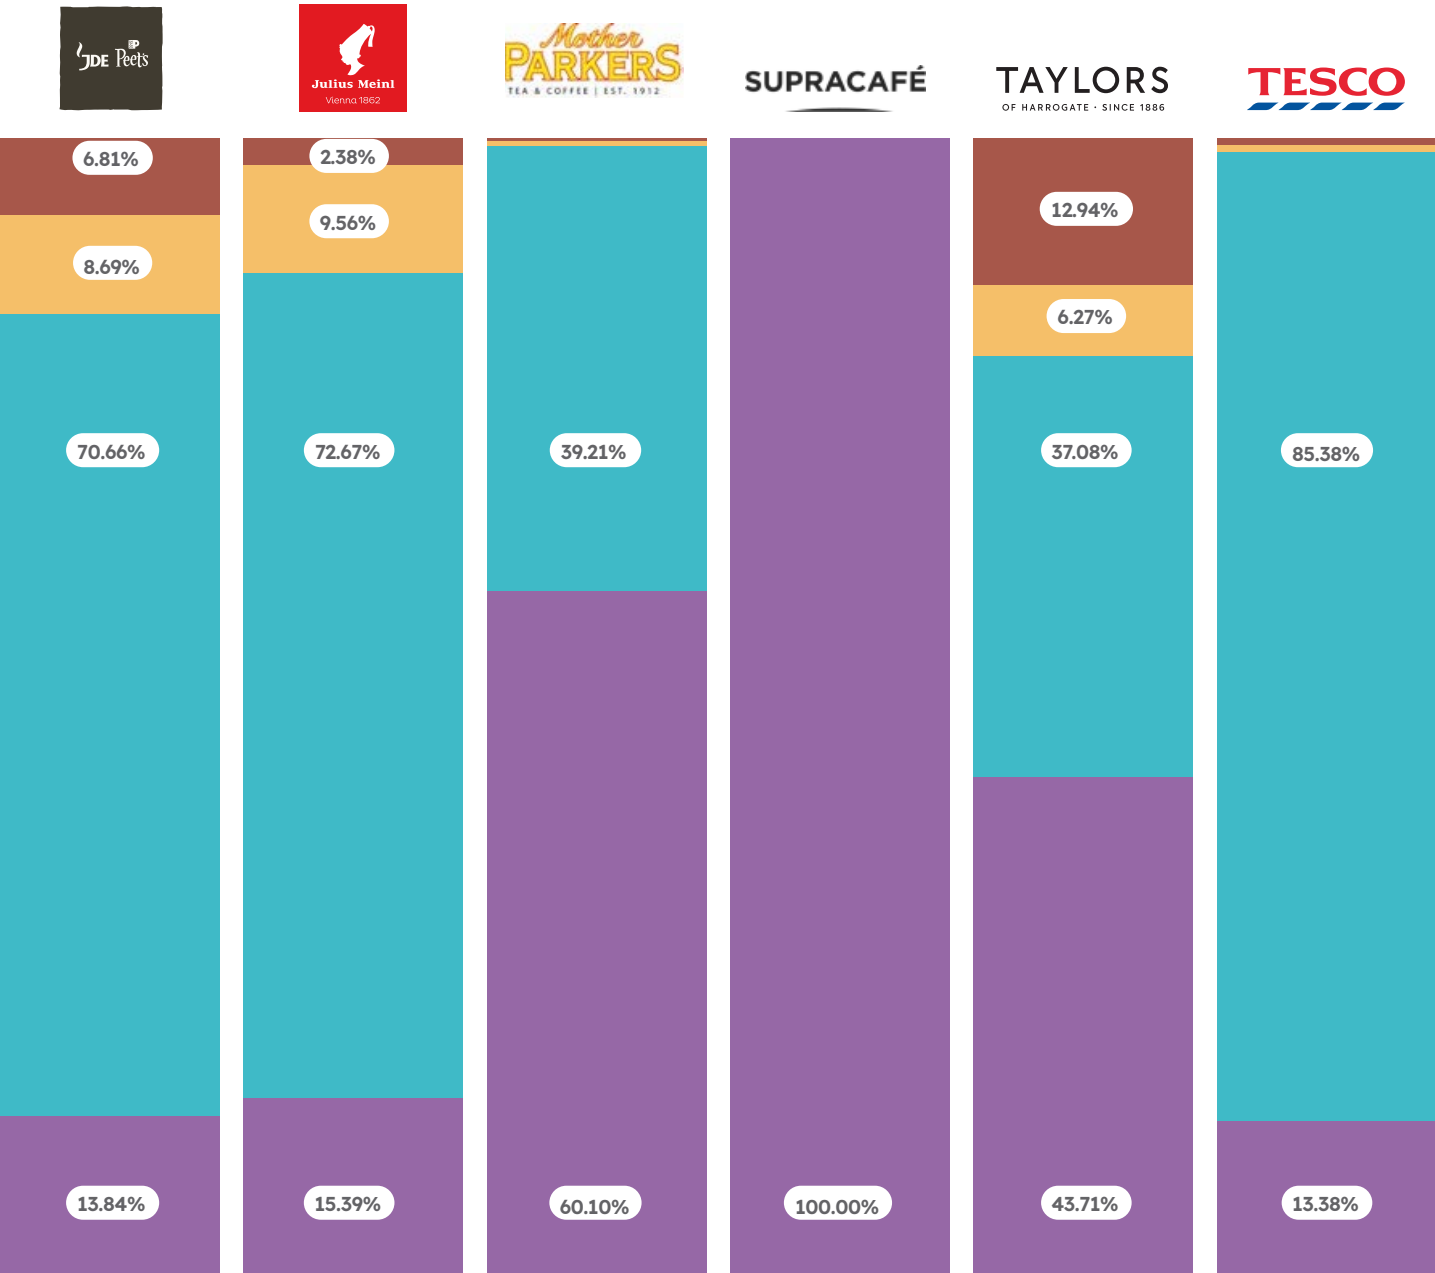 JDE Peet's
Julius Meinl
Vienna 1862
Mother
PARKERS
TEA & COFFEE | EST. 1912
SUPRACAFÉ
TAYLORS
OF HARROGATE · SINCE 1886
TESCO
6.81%
2.38%
12.94%
9.56%
8.69%
6.27%
70.66%
72.67%
39.21%
37.08%
85.38%
13.84%
15.39%
60.10%
100.00%
43.71%
13.38%